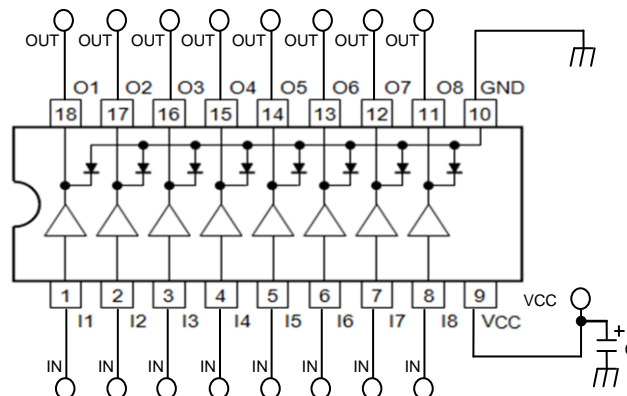 OUT OUT OUT OUT OUT OUT OUT OUT
O1 O2 O3 O4 O5 O6 O7 O8 GND
18 17 16 15 14 13 12 11 10
1 2 3 4 5 6 7 8 9
I1 I2 I3 I4 I5 I6 I7 I8 VCC
VCC
+
IN IN IN IN IN IN IN IN